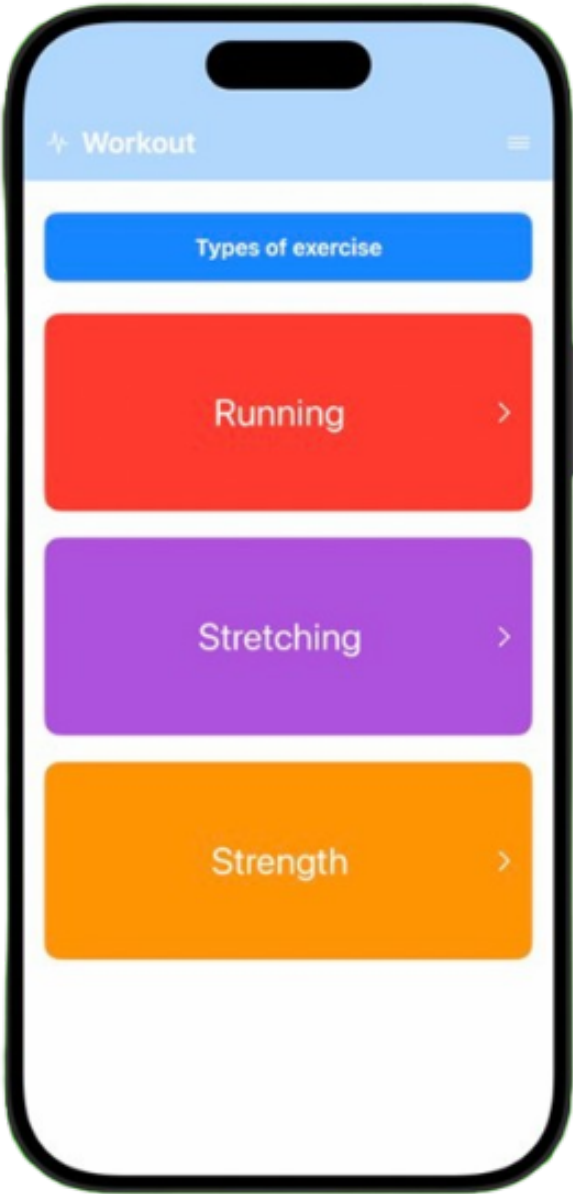 Workout
Types of exercise
Running
Stretching
Strength